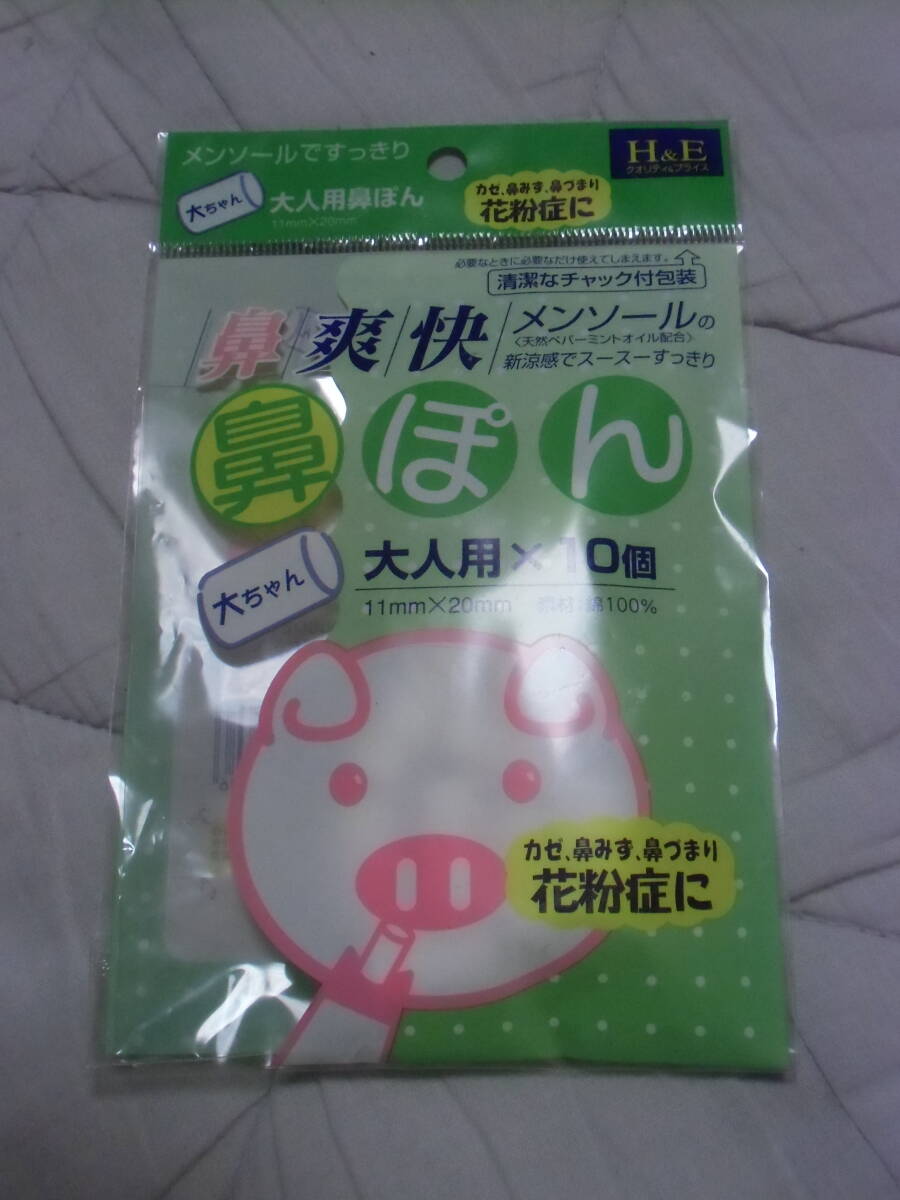 メンソールですっきり
H&E
クオリティ&プライス
大ちゃん
大人用鼻ぽん
11mm×20mm
カゼ、鼻みず、鼻づまり
花粉症に
必要なときに必要なだけ使えてしまえます。
清潔なチャック付包装
鼻爽快
メンソールの
〈天然ペパーミントオイル配合〉
新涼感でスースーすっきり
鼻ぽん
大ちゃん
大人用×10個
11mm×20mm 素材:綿100%
カゼ、鼻みず、鼻づまり
花粉症に